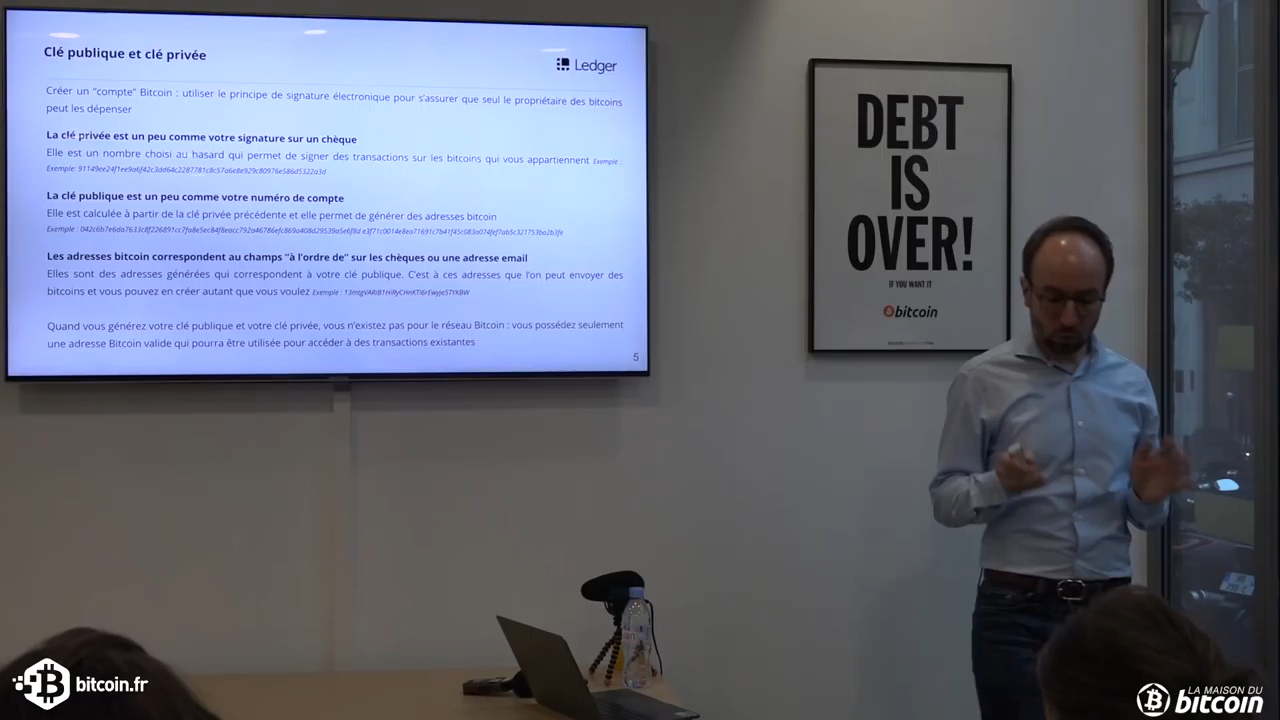 Clé publique et clé privée
Ledger
Créer un "compte" Bitcoin : utiliser le principe de signature électronique pour s'assurer que seul le propriétaire des bitcoins
peut les dépenser
La clé privée est un peu comme votre signature sur un chèque
Elle est un nombre choisi au hasard qui permet de signer des transactions sur les bitcoins qui vous appartiennent Exemple :
Exemple:
La clé publique est un peu comme votre numéro de compte
Elle est calculée à partir de la clé privée précédente et elle permet de générer des adresses bitcoin
Exemple :
Les adresses bitcoin correspondent au champs "à l'ordre de" sur les chèques ou une adresse email
Elles sont des adresses générées qui correspondent à votre clé publique. C'est à ces adresses que l'on peut envoyer des
bitcoins et vous pouvez en créer autant que vous voulez Exemple :
Quand vous générez votre clé publique et votre clé privée, vous n'existez pas pour le réseau Bitcoin : vous possédez seulement
une adresse Bitcoin valide qui pourra être utilisée pour accéder à des transactions existantes
5
DEBT
IS
OVER!
IF YOU WANT IT
bitcoin
bitcoin.fr
LA MAISON DU
bitcoin